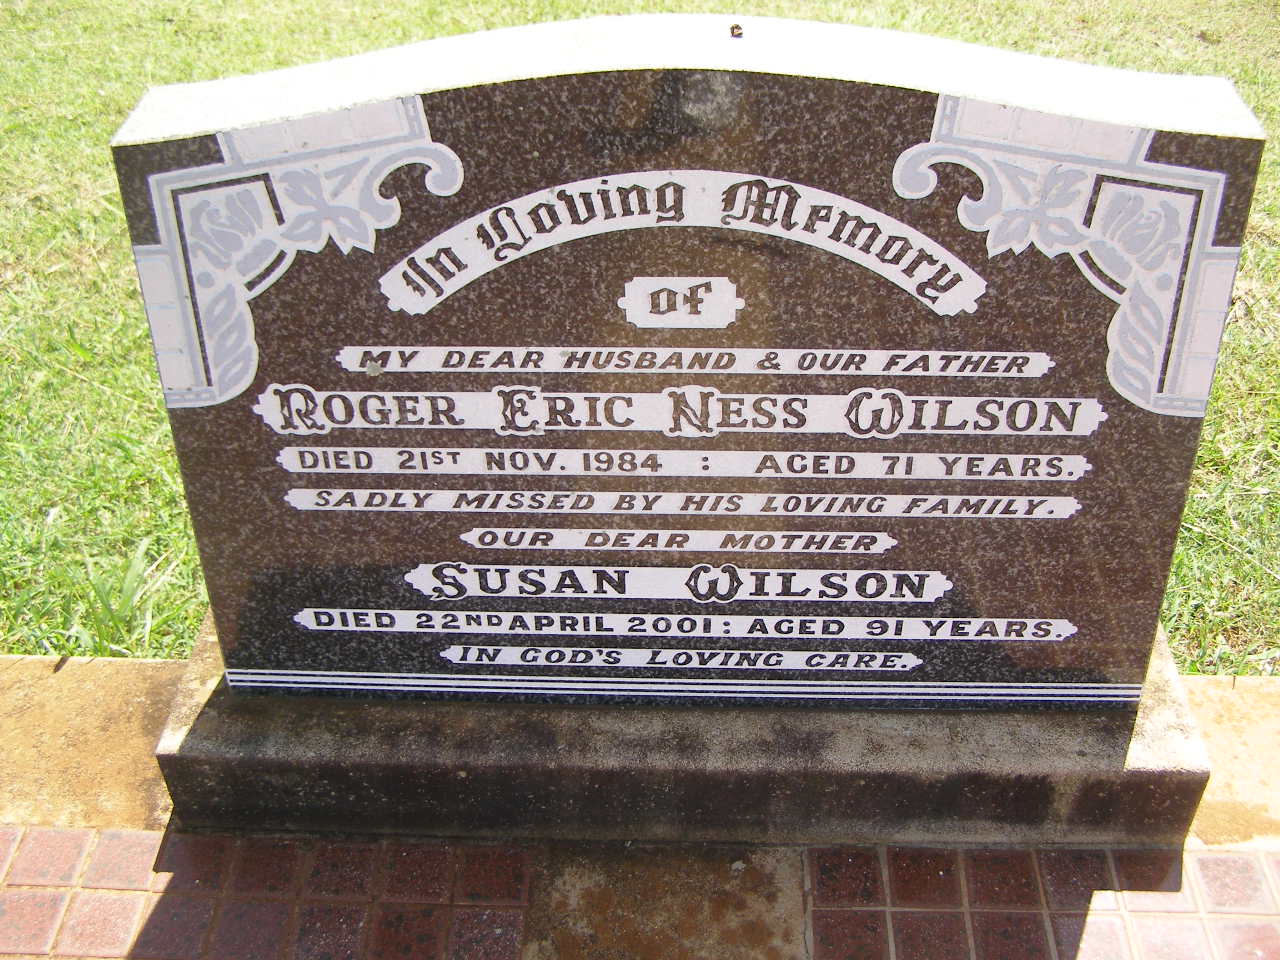 In Loving Memory
OF
MY DEAR HUSBAND & OUR FATHER
ROGER ERIC NESS WILSON
DIED 21ST NOV. 1984 : AGED 71 YEARS.
SADLY MISSED BY HIS LOVING FAMILY.
OUR DEAR MOTHER
SUSAN WILSON
DIED 22ND APRIL 2001: AGED 91 YEARS.
IN GOD'S LOVING CARE.